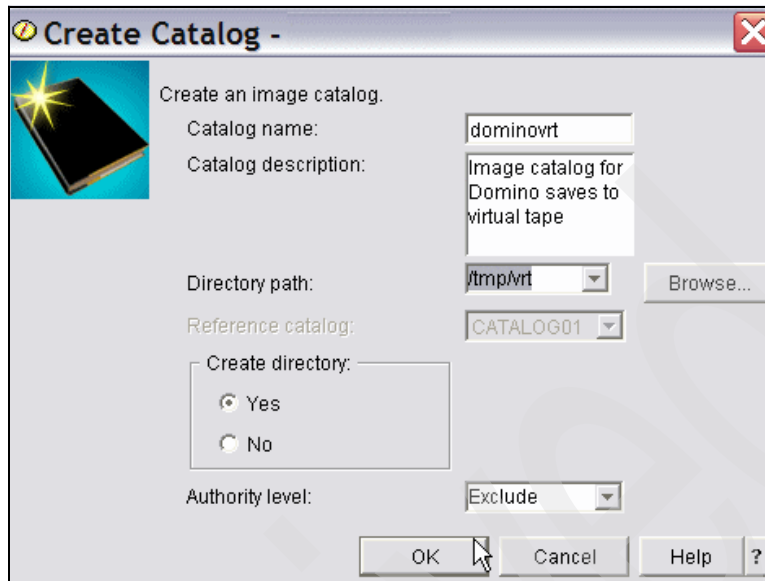 Create Catalog -
Create an image catalog.
Catalog name: dominovrt
Catalog description: Image catalog for
Domino saves to
virtual tape
Directory path: /tmp/vrt Browse...
Reference catalog: CATALOG01
Create directory:
Yes
No
Authority level: Exclude
OK Cancel Help ?